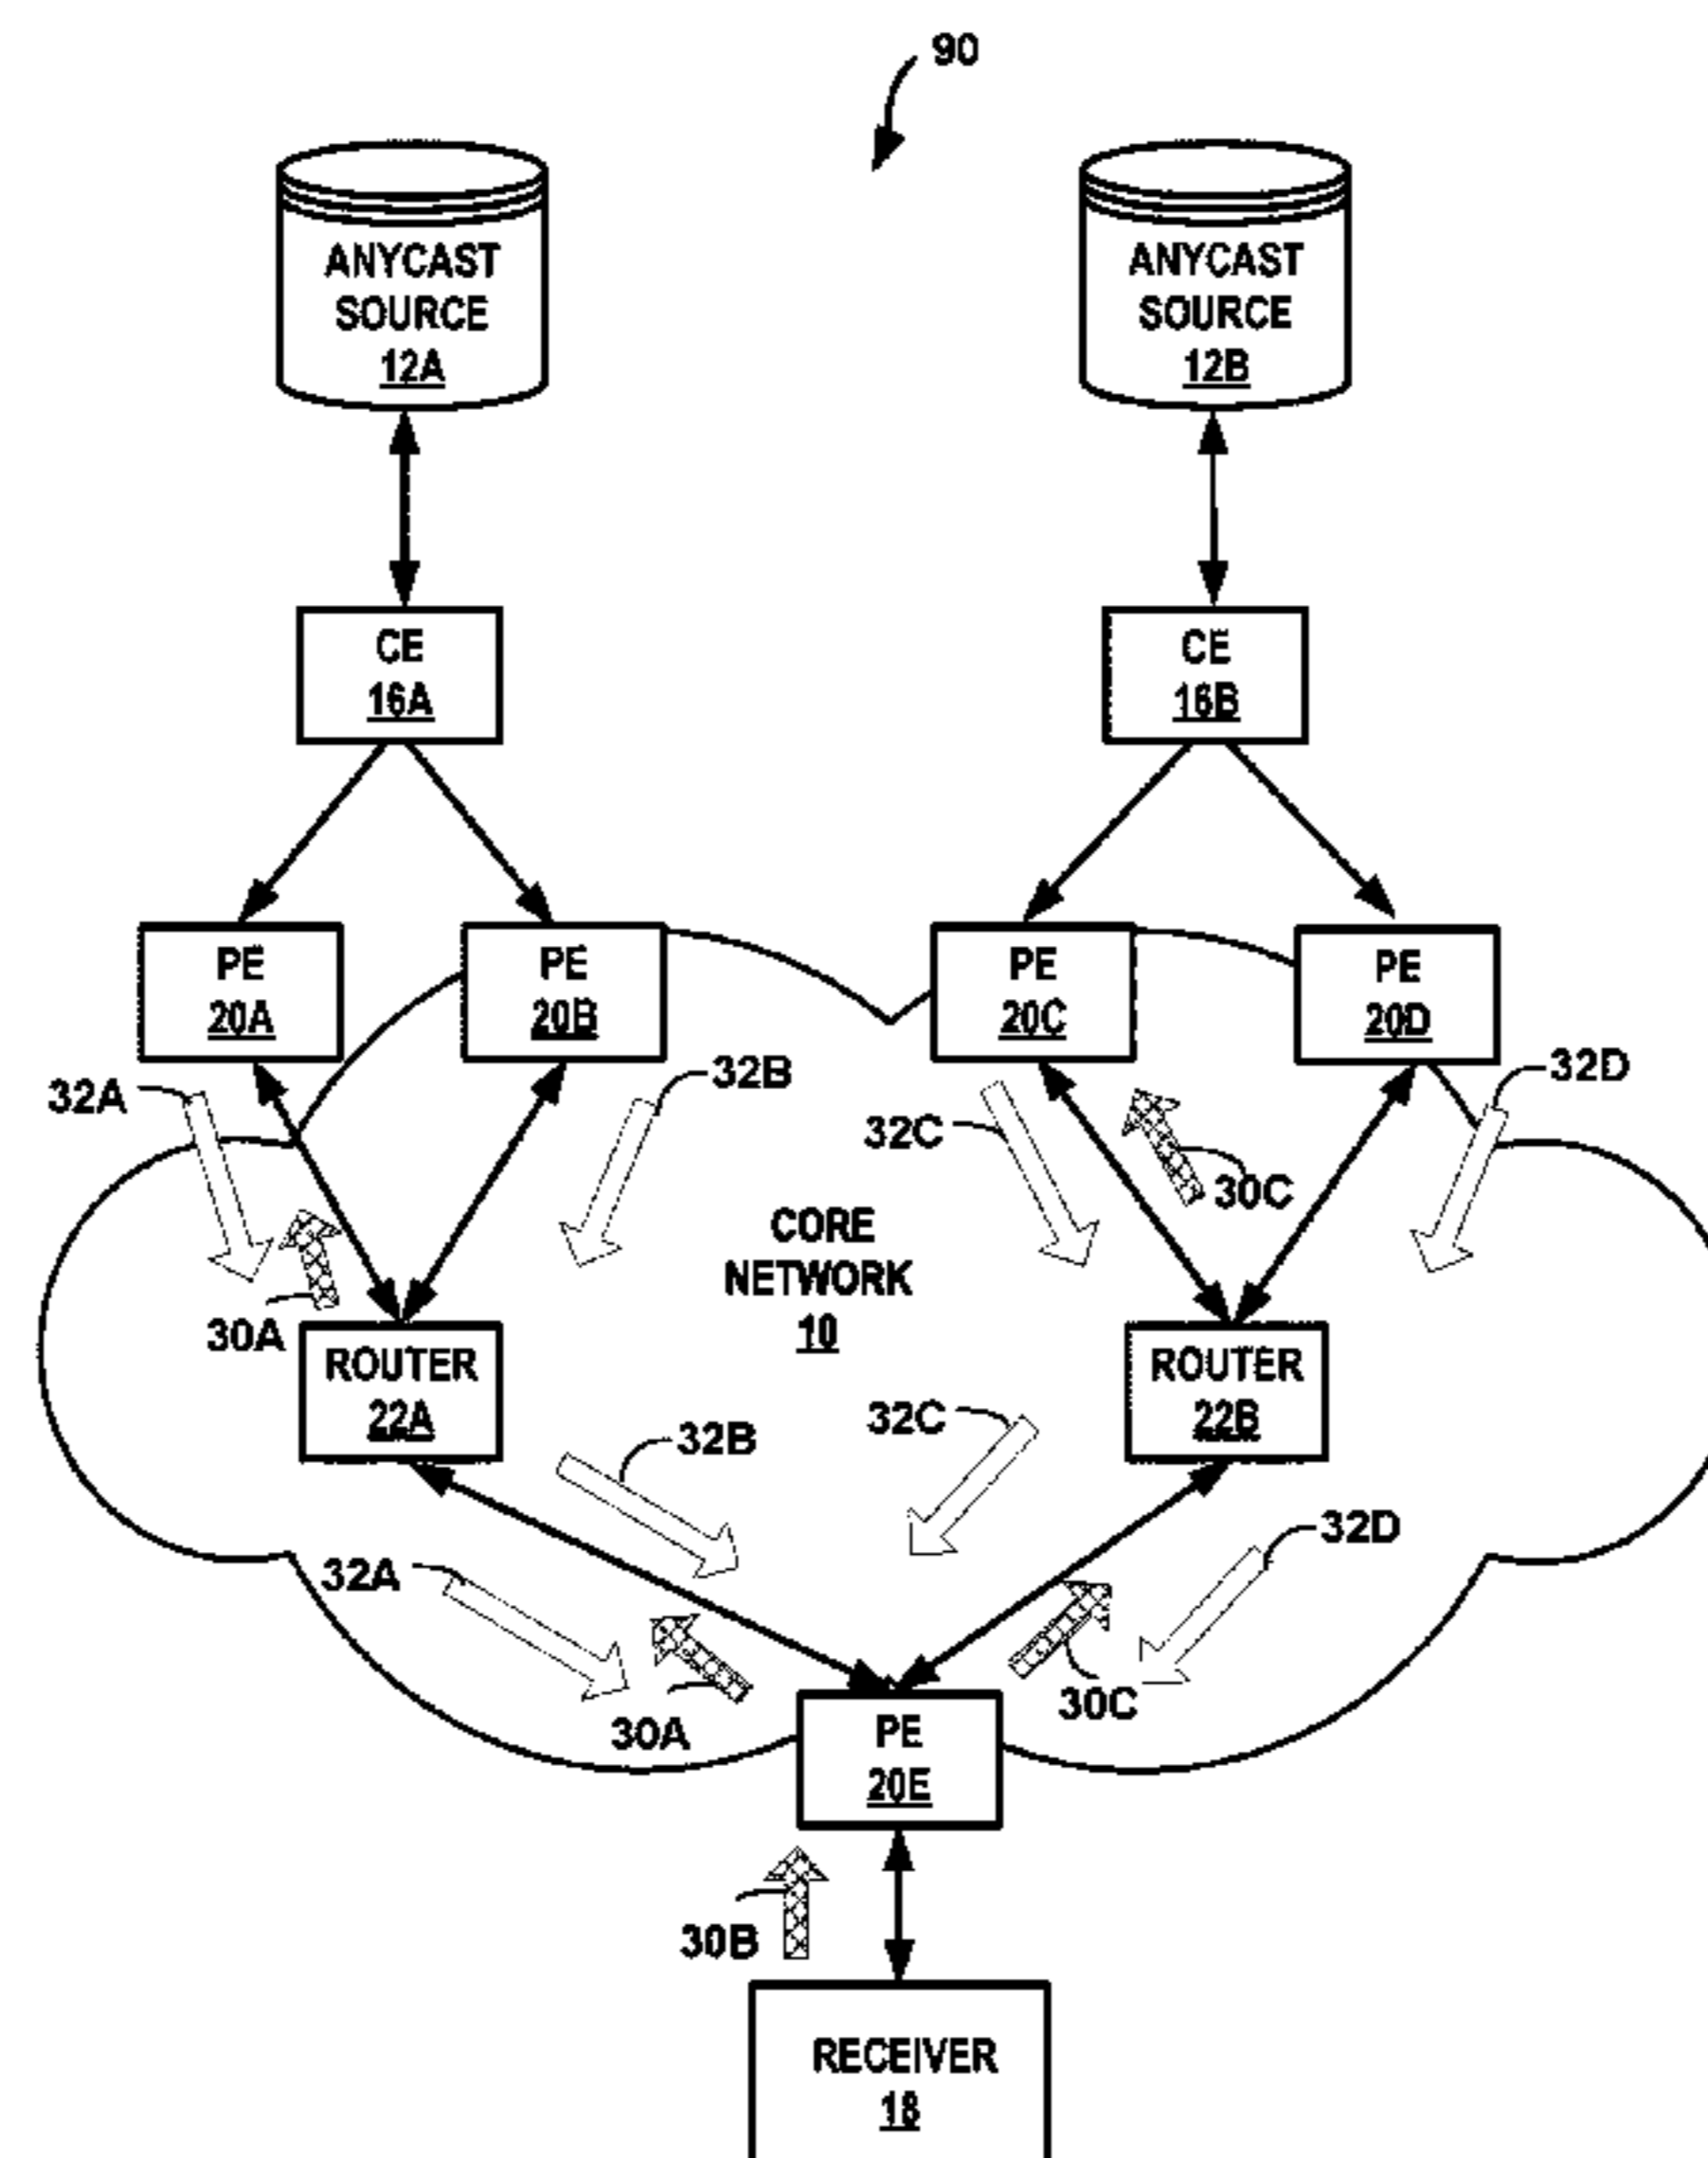 90
ANYCAST
SOURCE
12A
ANYCAST
SOURCE
12B
CE
16A
CE
16B
PE
20A
PE
20B
PE
20C
PE
20D
32A
32B
32C
30C
32D
30A
CORE
NETWORK
10
ROUTER
22A
ROUTER
22B
32B
32C
32A
32D
30A
30C
PE
20E
30B
RECEIVER
18